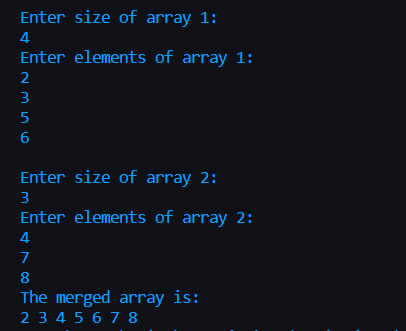 Enter size of array 1:
4
Enter elements of array 1:
2
3
5
6
Enter size of array 2:
3
Enter elements of array 2:
4
7
8
The merged array is:
2 3 4 5 6 7 8